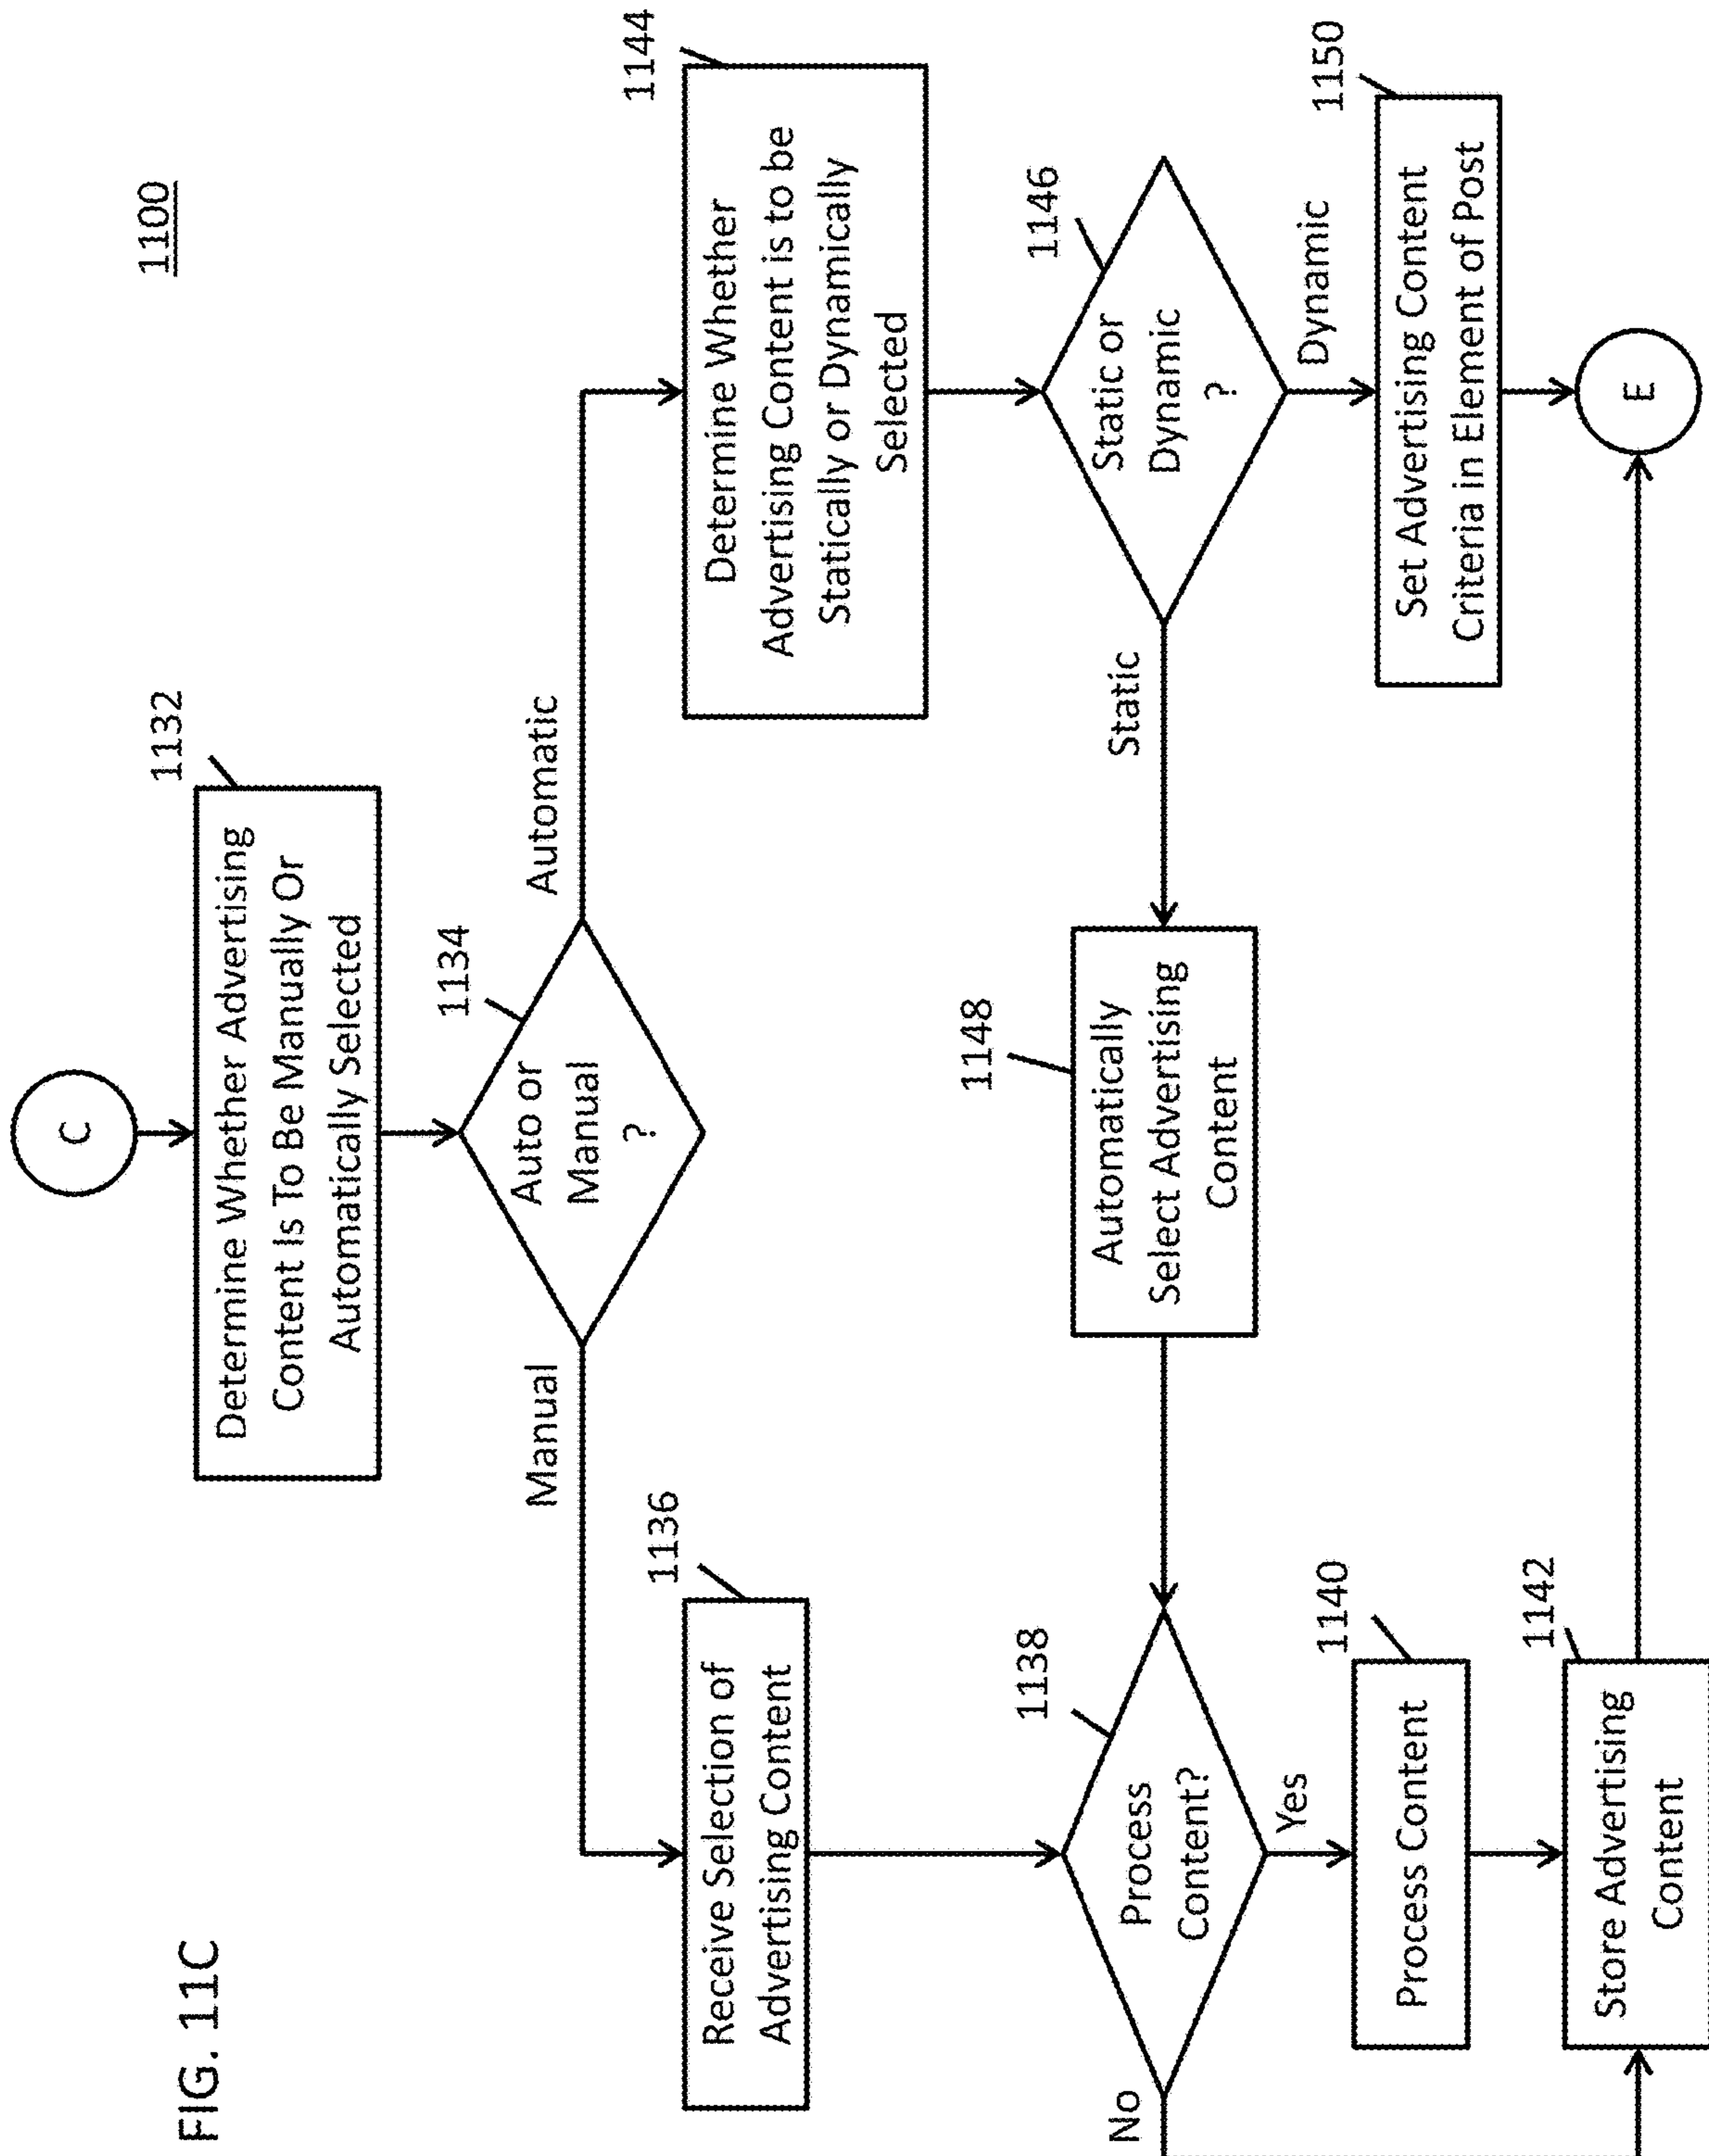 FIG. 11C
1100
C
1132
Determine Whether Advertising
Content Is To Be Manually Or
Automatically Selected
1134
Auto or
Manual
?
Manual
Automatic
1136
Receive Selection of
Advertising Content
1144
Determine Whether
Advertising Content is to be
Statically or Dynamically
Selected
1138
Process
Content?
No
Yes
1148
Automatically
Select Advertising
Content
Static
1146
Static or
Dynamic
?
Dynamic
1140
Process Content
1150
Set Advertising Content
Criteria in Element of Post
1142
Store Advertising
Content
E